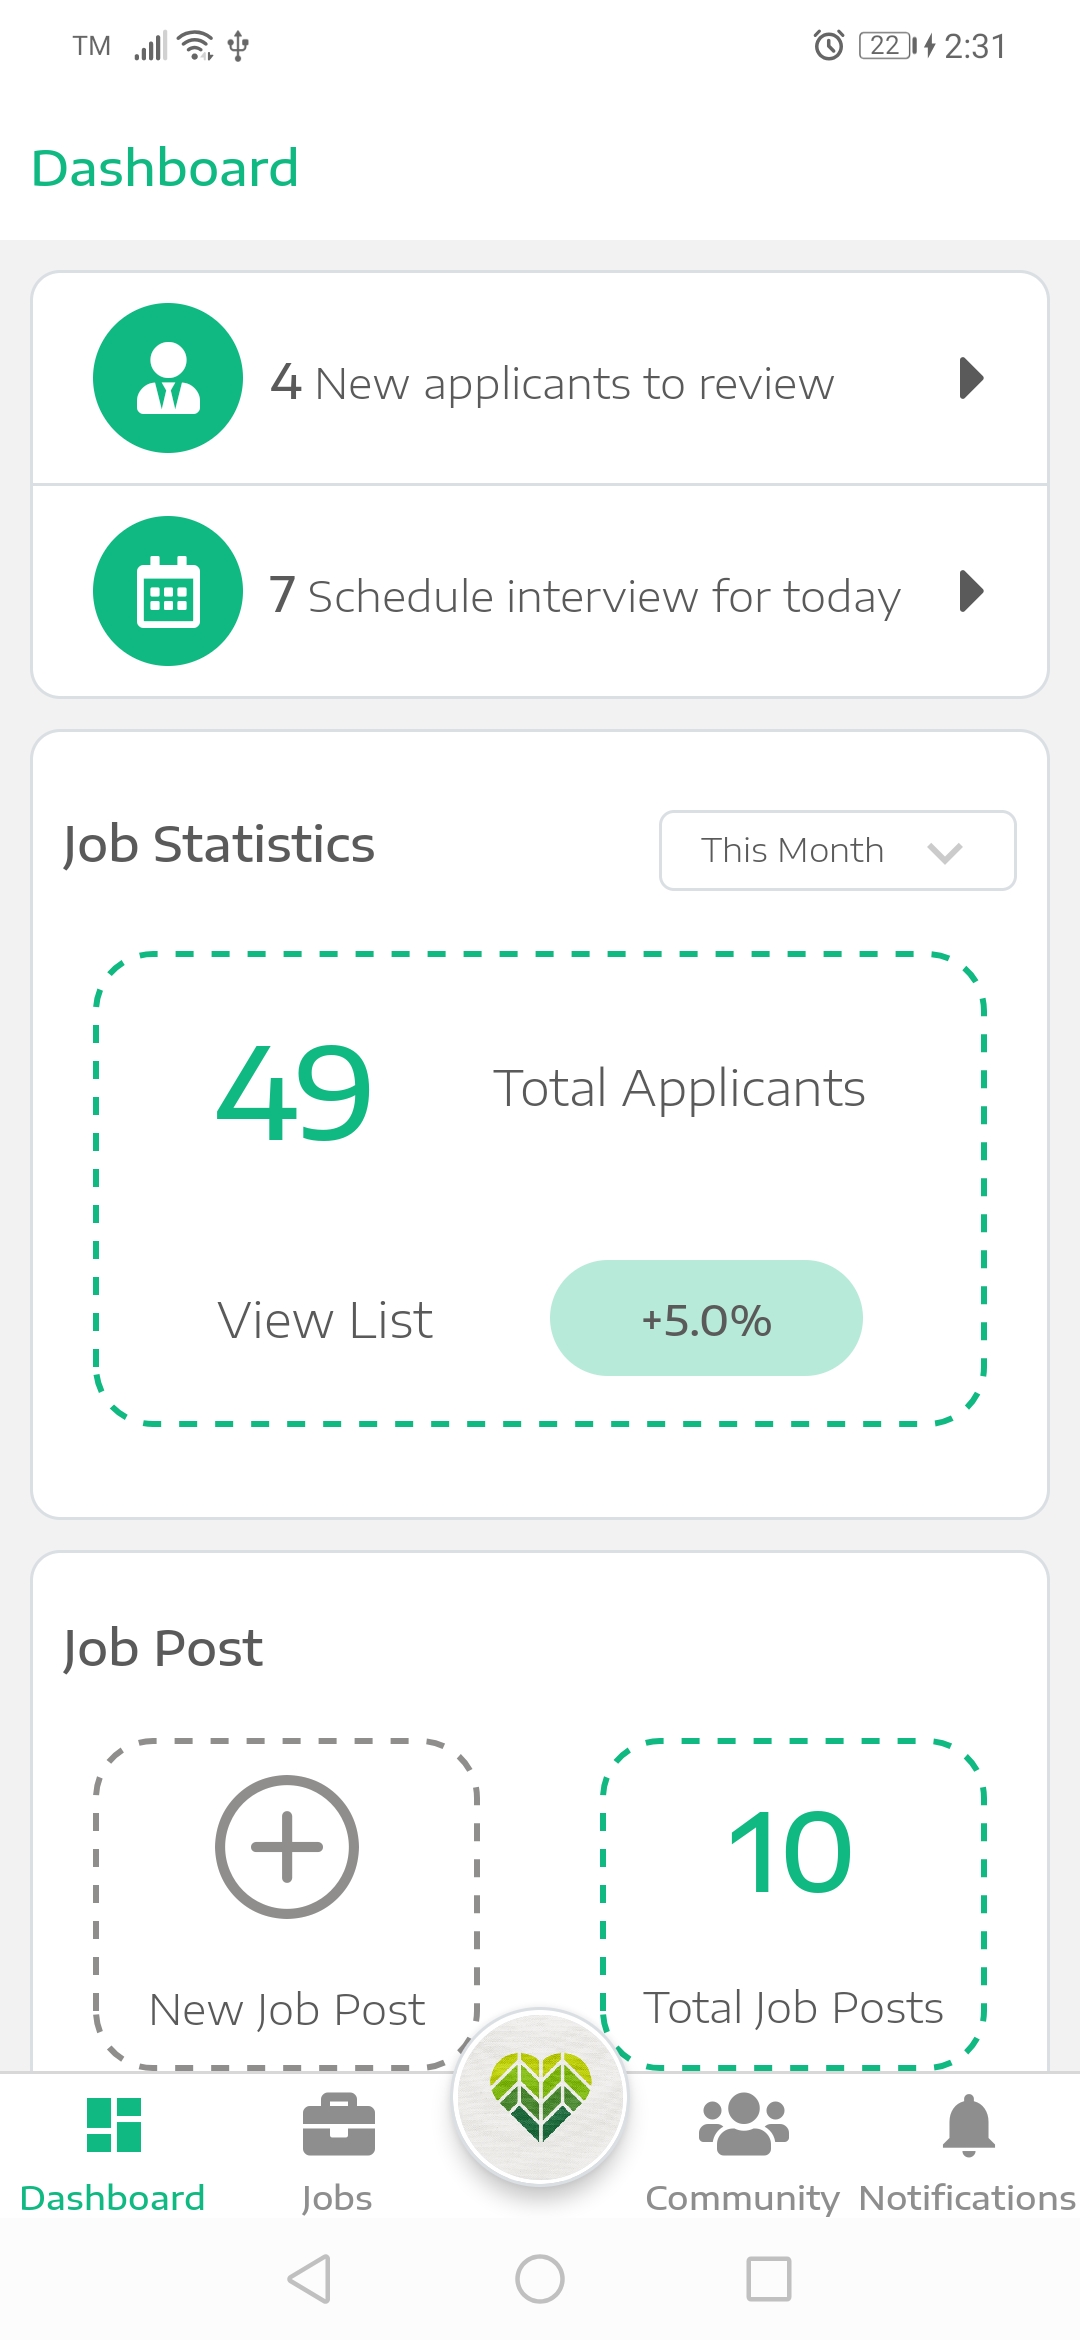 TM 22 2:31
Dashboard
4 New applicants to review
7 Schedule interview for today
Job Statistics
This Month
49 Total Applicants
View List +5.0%
Job Post
10
New Job Post Total Job Posts
Dashboard Jobs Community Notifications